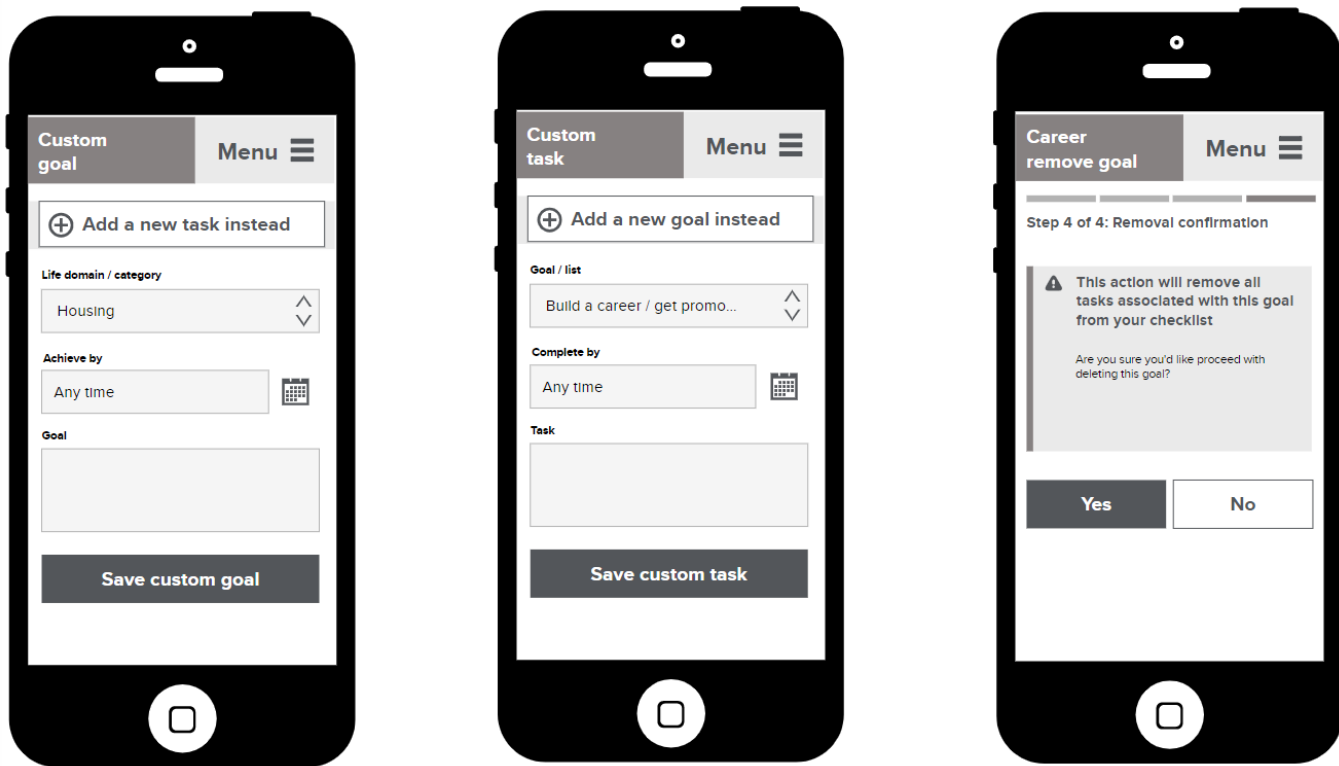 Custom
goal
Menu
Add a new task instead
Life domain / category
Housing
Achieve by
Any time
Goal
Save custom goal
Custom
task
Menu
Add a new goal instead
Goal / list
Build a career / get promo...
Complete by
Any time
Task
Save custom task
Career
remove goal
Menu
Step 4 of 4: Removal confirmation
This action will remove all
tasks associated with this goal
from your checklist
Are you sure you'd like proceed with
deleting this goal?
Yes
No